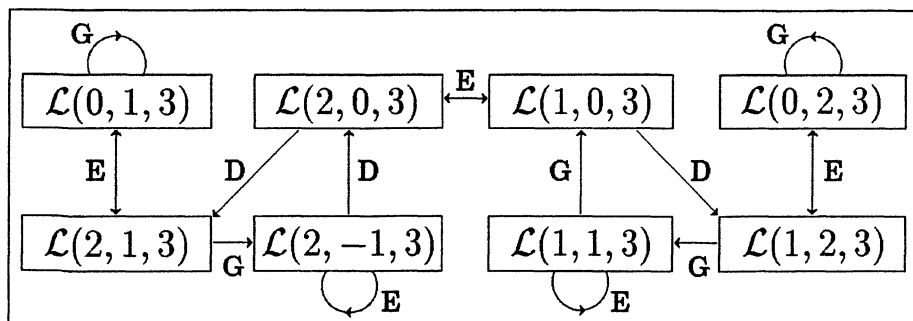 G G
ℒ(0, 1, 3) ℒ(2, 0, 3) E ℒ(1, 0, 3) ℒ(0, 2, 3)
E D D G D E
ℒ(2, 1, 3) G ℒ(2, −1, 3) ℒ(1, 1, 3) G ℒ(1, 2, 3)
E E